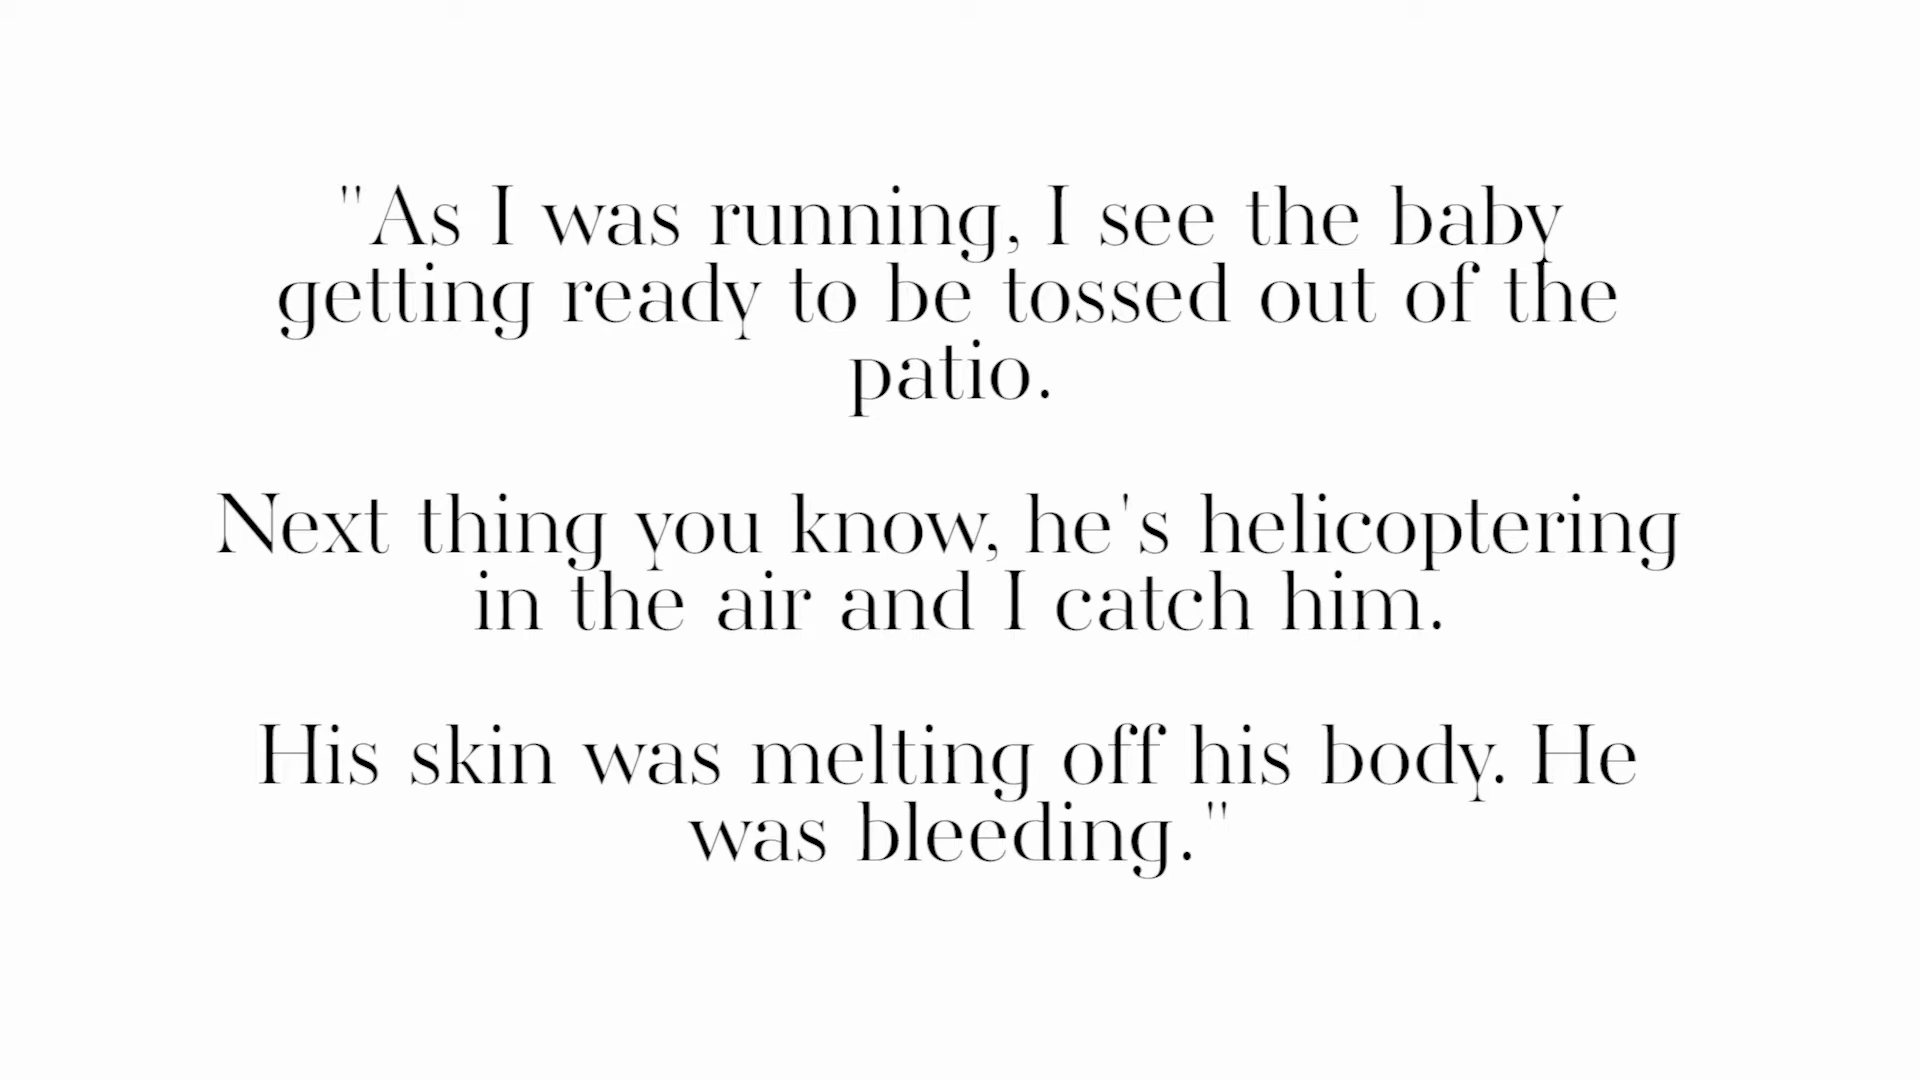 "As I was running, I see the baby
getting ready to be tossed out of the
patio.
Next thing you know, he's helicoptering
in the air and I catch him.
His skin was melting off his body. He
was bleeding."